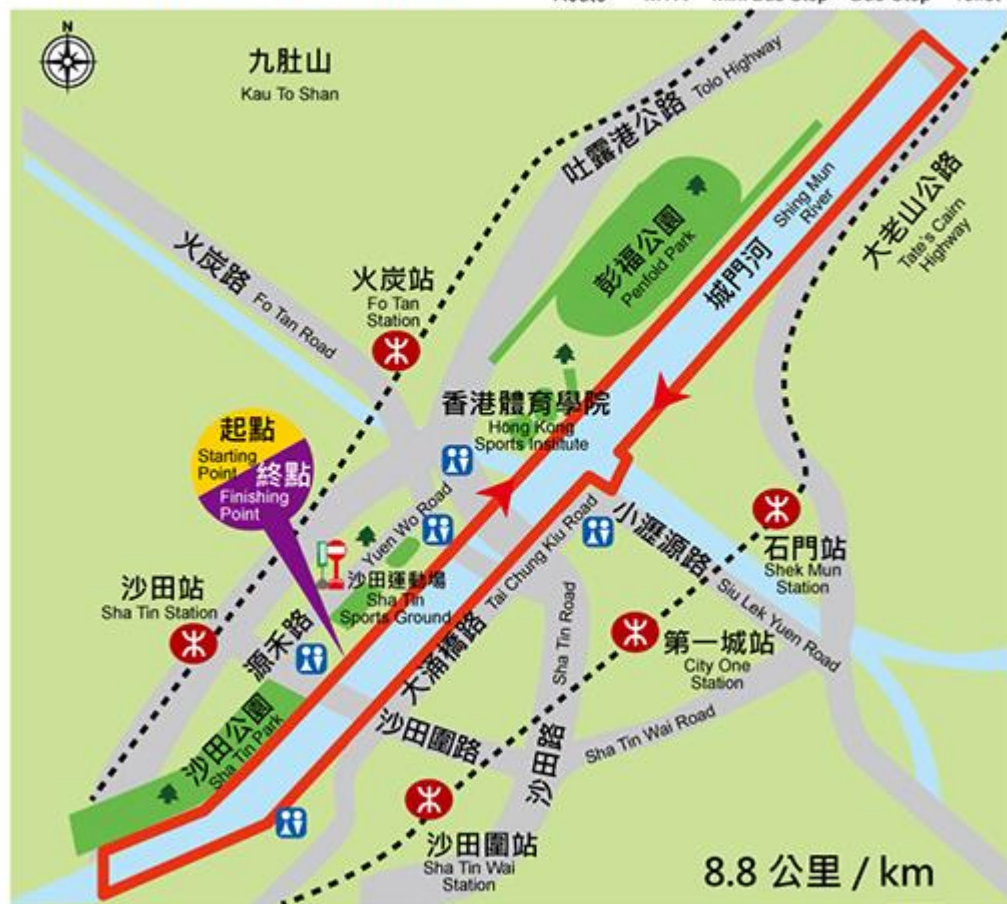 N
九肚山
Kau To Shan
吐露港公路
Tolo Highway
火炭路
Fo Tan Road
火炭站
Fo Tan
Station
彭福公園
Penfold Park
城門河
Shing Mun
River
大老山公路
Tate's Cairn
Highway
香港體育學院
Hong Kong
Sports Institute
起點
Starting
Point
終點
Finishing
Point
源禾路
Yuen Wo Road
沙田運動場
Sha Tin
Sports Ground
沙田站
Sha Tin Station
大涌橋路
Tai Chung Kiu Road
小瀝源路
Siu Lek Yuen Road
石門站
Shek Mun
Station
第一城站
City One
Station
沙田公園
Sha Tin Park
沙田圍路
Sha Tin Wai Road
沙田路
Sha Tin Road
沙田圍站
Sha Tin Wai
Station
8.8 公里 / km